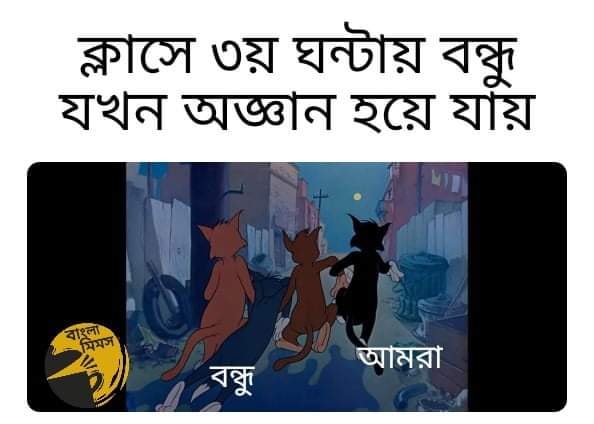 ক্লাসে ৩য় ঘন্টায় বন্ধু
যখন অজ্ঞান হয়ে যায়
বাংলা
মিমস
বন্ধু
আমরা